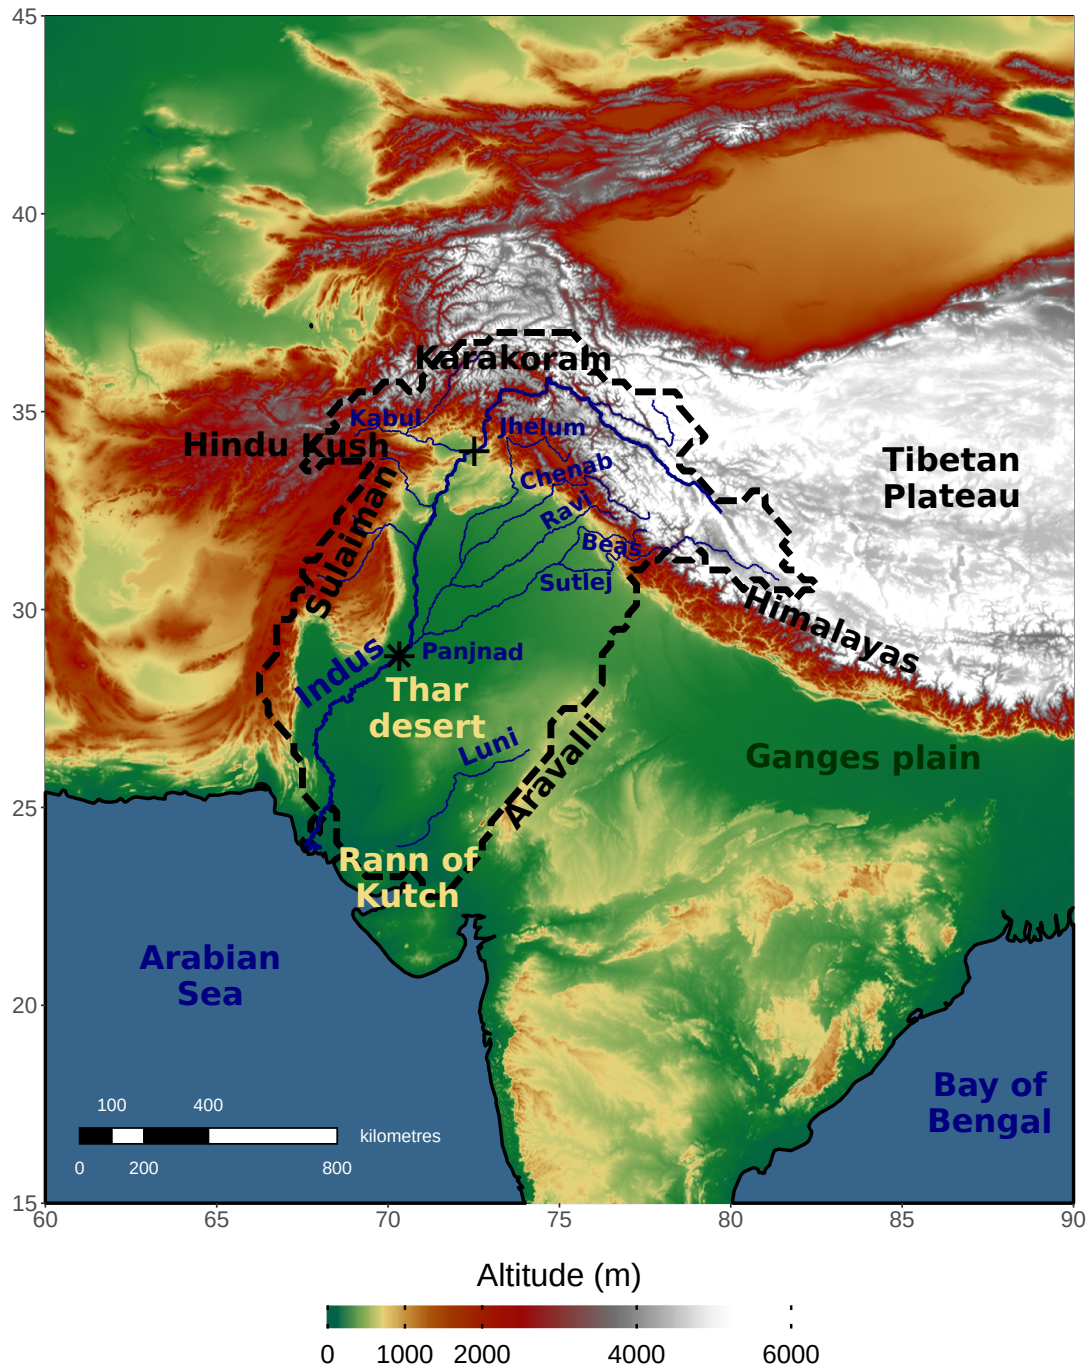 45
40
35
30
25
20
15
Karakoram
Kabul
Jhelum
Hindu Kush
Chenab
Tibetan
Plateau
Sulaiman
Ravi
Beas
Sutlej
Himalayas
Indus
Panjnad
Thar
desert
Luni
Aravalli
Ganges plain
Rann of
Kutch
Arabian
Sea
Bay of
Bengal
100 400
kilometres
0 200 800
60 65 70 75 80 85 90
Altitude (m)
0 1000 2000 4000 6000